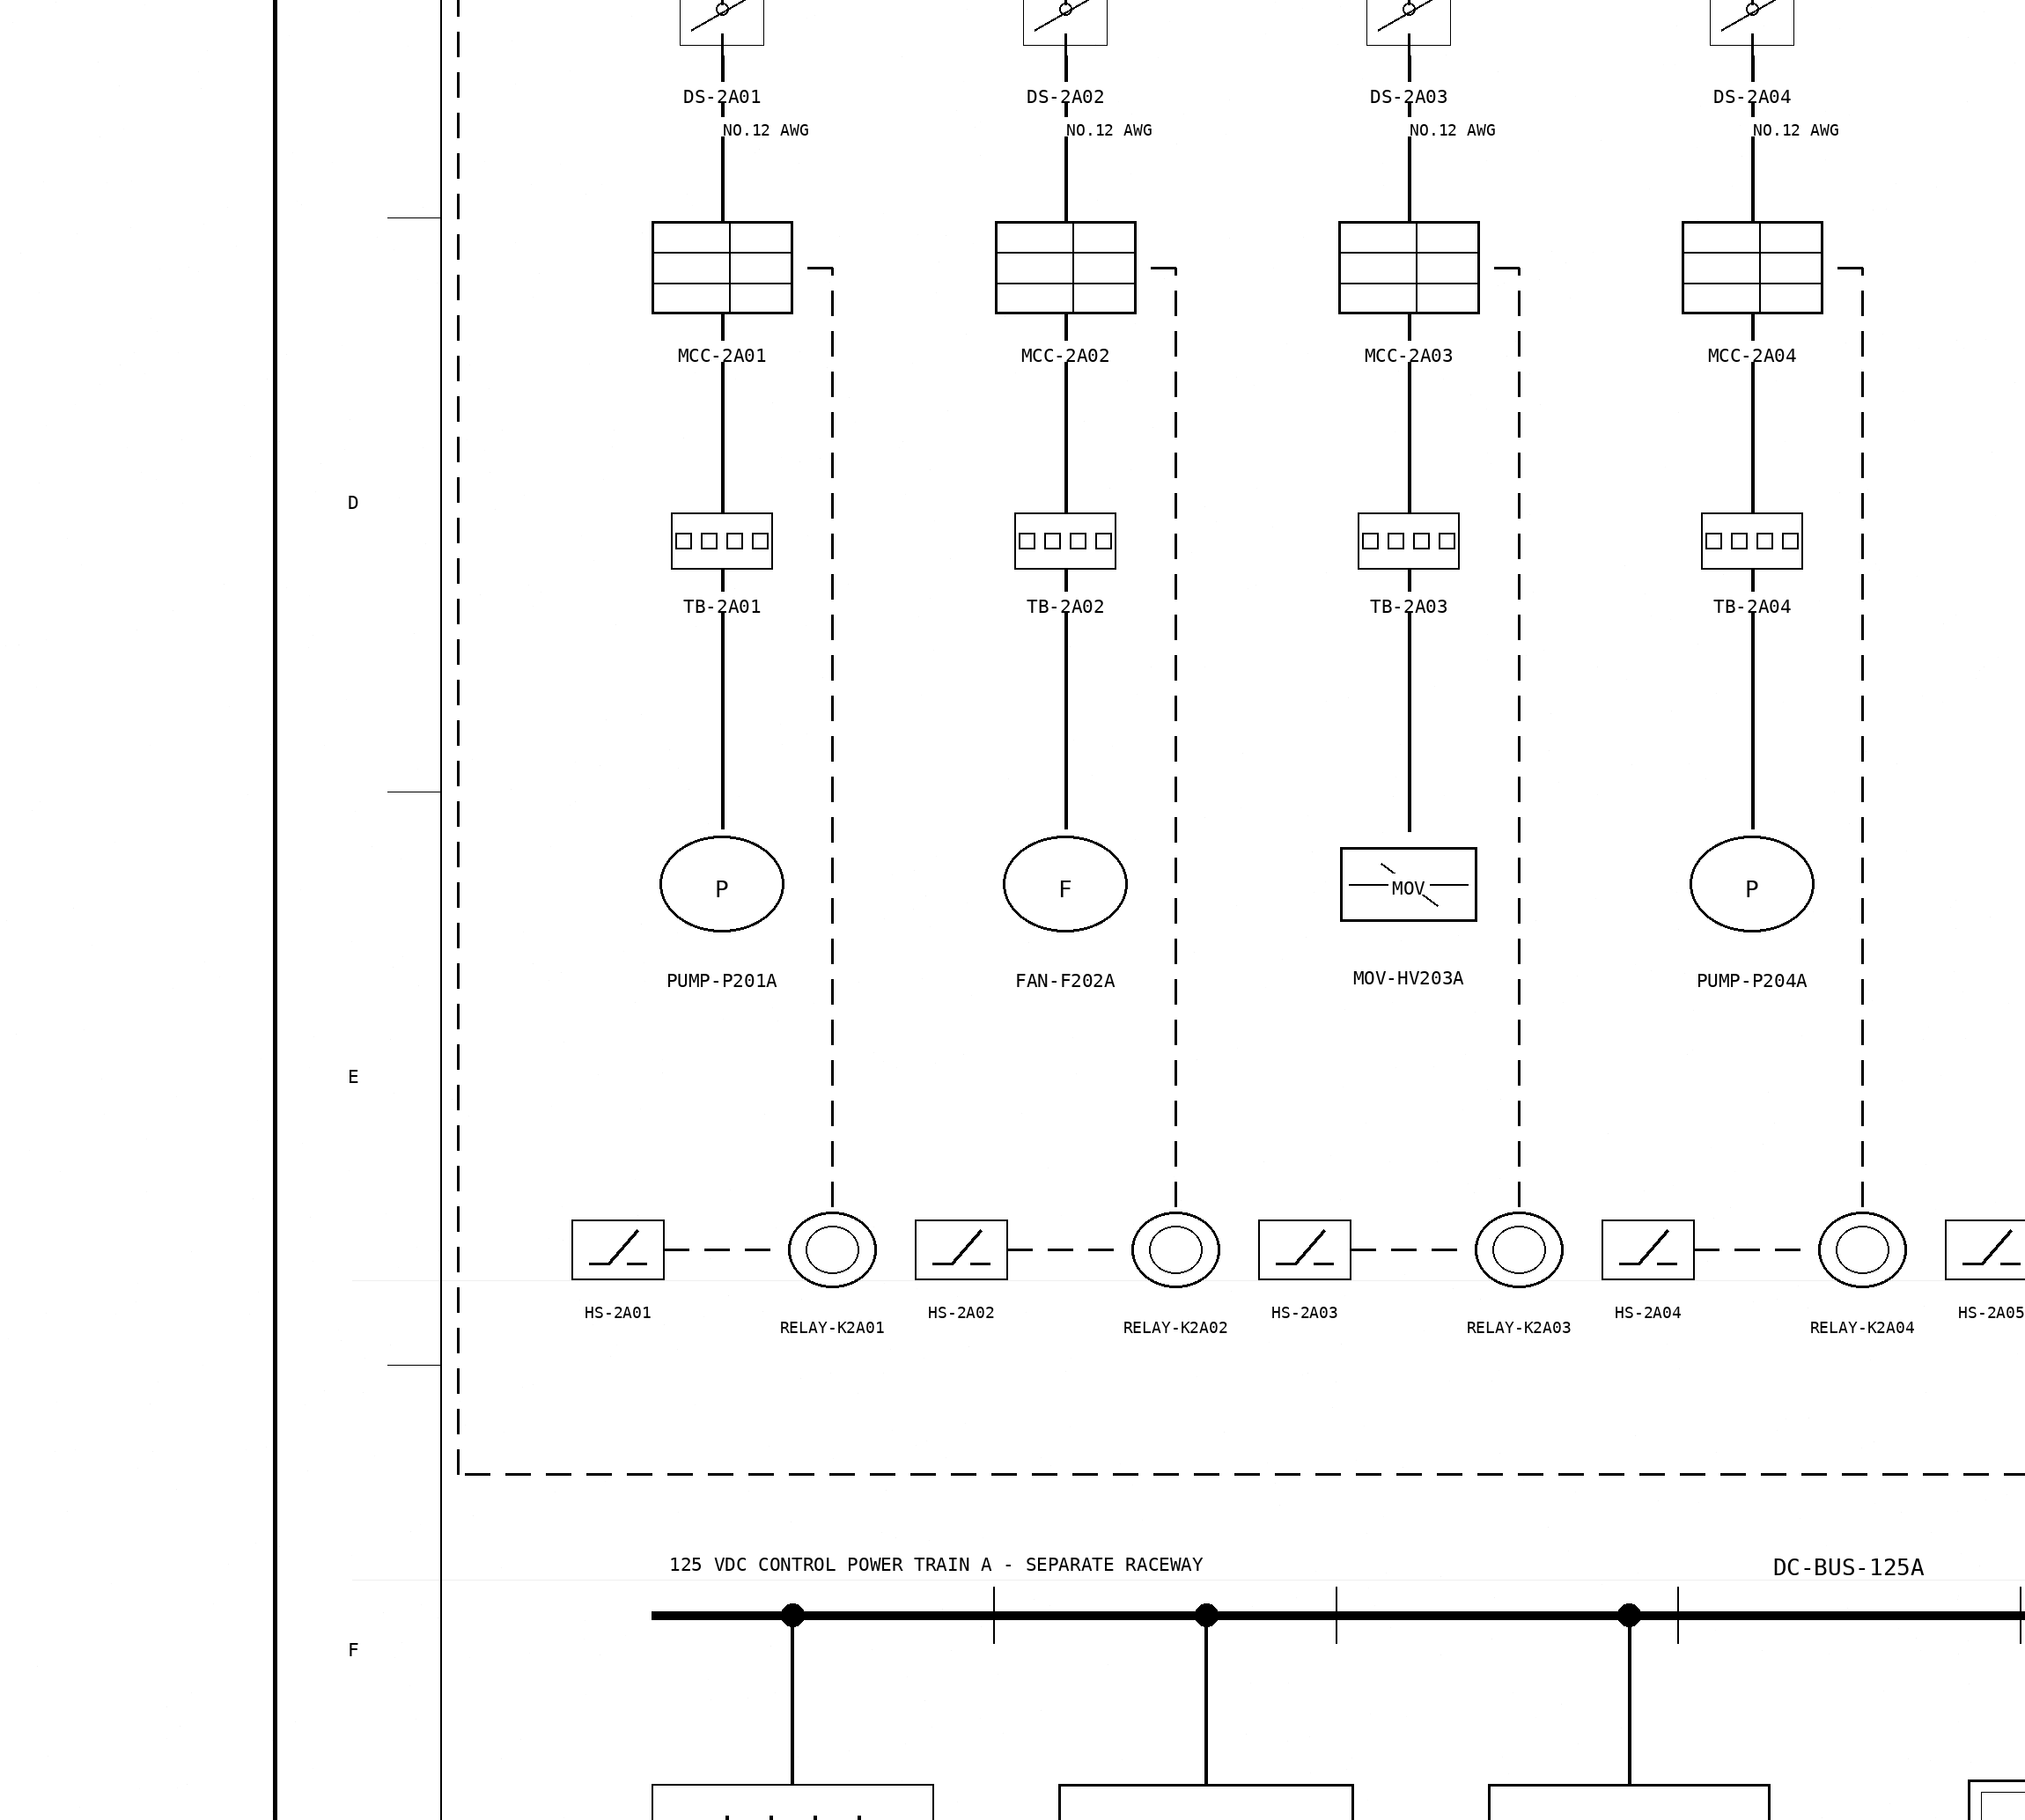 DS-2A01 DS-2A02 DS-2A03 DS-2A04
NO.12 AWG NO.12 AWG NO.12 AWG NO.12 AWG
MCC-2A01 MCC-2A02 MCC-2A03 MCC-2A04
D
TB-2A01 TB-2A02 TB-2A03 TB-2A04
P F MOV P
PUMP-P201A FAN-F202A MOV-HV203A PUMP-P204A
E
HS-2A01 RELAY-K2A01 HS-2A02 RELAY-K2A02 HS-2A03 RELAY-K2A03 HS-2A04 RELAY-K2A04 HS-2A05
125 VDC CONTROL POWER TRAIN A - SEPARATE RACEWAY DC-BUS-125A
F